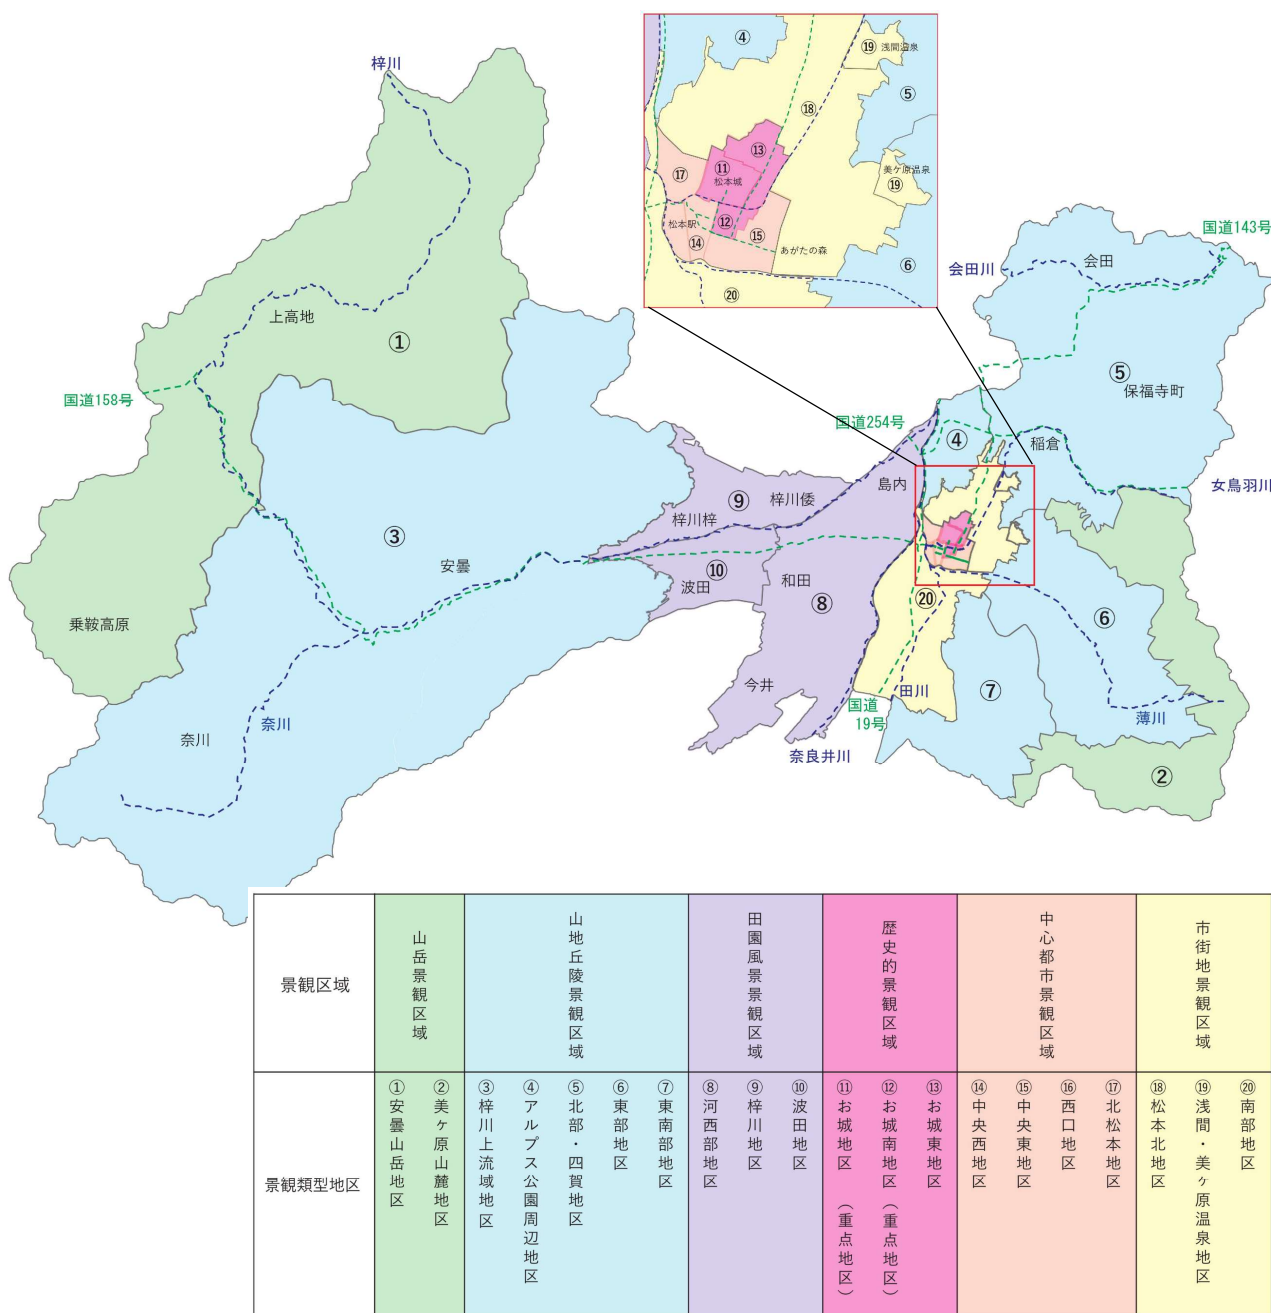 ④
⑲ 浅間温泉
⑤
⑱
⑬
⑪
松本城
⑰
美ケ原温泉
⑲
⑫
松本駅
⑭
⑮
あがたの森
⑥
⑳
梓川
上高地
①
国道158号
乗鞍高原
③
安曇
奈川
奈川
⑨
梓川倭
梓川梓
⑩
波田
和田
⑧
今井
島内
国道254号
④
国道143号
会田川
会田
⑤
保福寺町
稲倉
女鳥羽川
⑳
⑥
⑦
田川
国道
19号
奈良井川
薄川
②
景観区域
山岳景観区域
山地丘陵景観区域
田園風景景観区域
歴史的景観区域
中心都市景観区域
市街地景観区域
景観類型地区
①安曇山岳地区
②美ヶ原山麓地区
③梓川上流域地区
④アルプス公園周辺地区
⑤北部・四賀地区
⑥東部地区
⑦東南部地区
⑧河西部地区
⑨梓川地区
⑩波田地区
⑪お城地区(重点地区)
⑫お城南地区(重点地区)
⑬お城東地区
⑭中央西地区
⑮中央東地区
⑯西口地区
⑰北松本地区
⑱松本北地区
⑲浅間・美ヶ原温泉地区
⑳南部地区